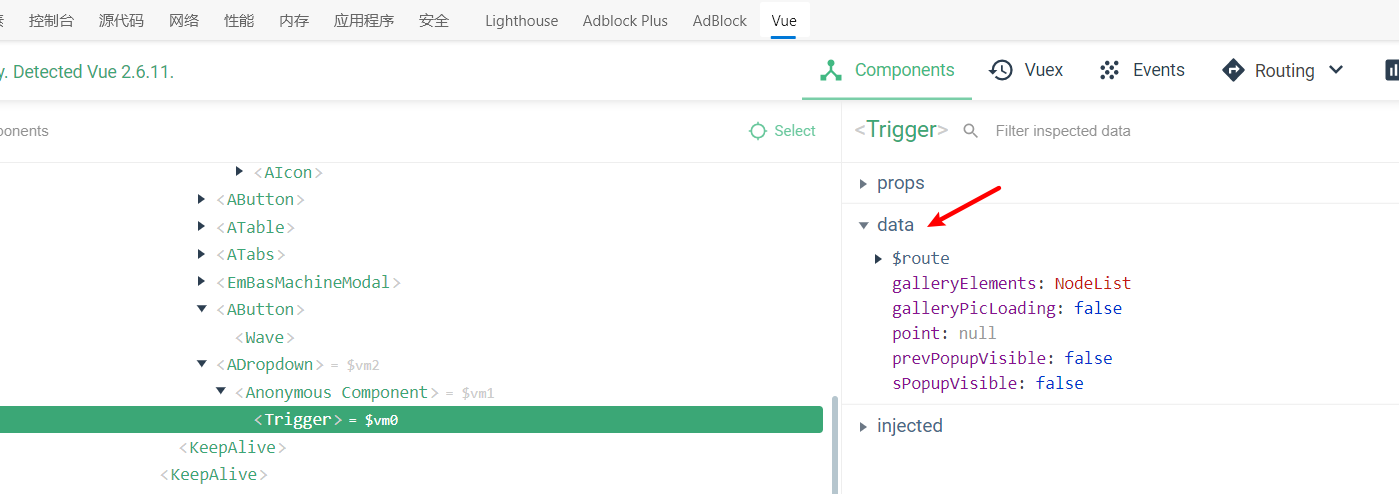 控制台 源代码 网络 性能 内存 应用程序 安全 Lighthouse Adblock Plus AdBlock Vue
y. Detected Vue 2.6.11. Components Vuex Events Routing
ponents Select <Trigger> Filter inspected data
<AIcon>
<AButton>
<ATable>
<ATabs>
<EmBasMachineModal>
<AButton>
<Wave>
<ADropdown> = $vm2
<Anonymous Component> = $vm1
<Trigger> = $vm0
<KeepAlive>
<KeepAlive>
props
data
$route
galleryElements: NodeList
galleryPicLoading: false
point: null
prevPopupVisible: false
sPopupVisible: false
injected